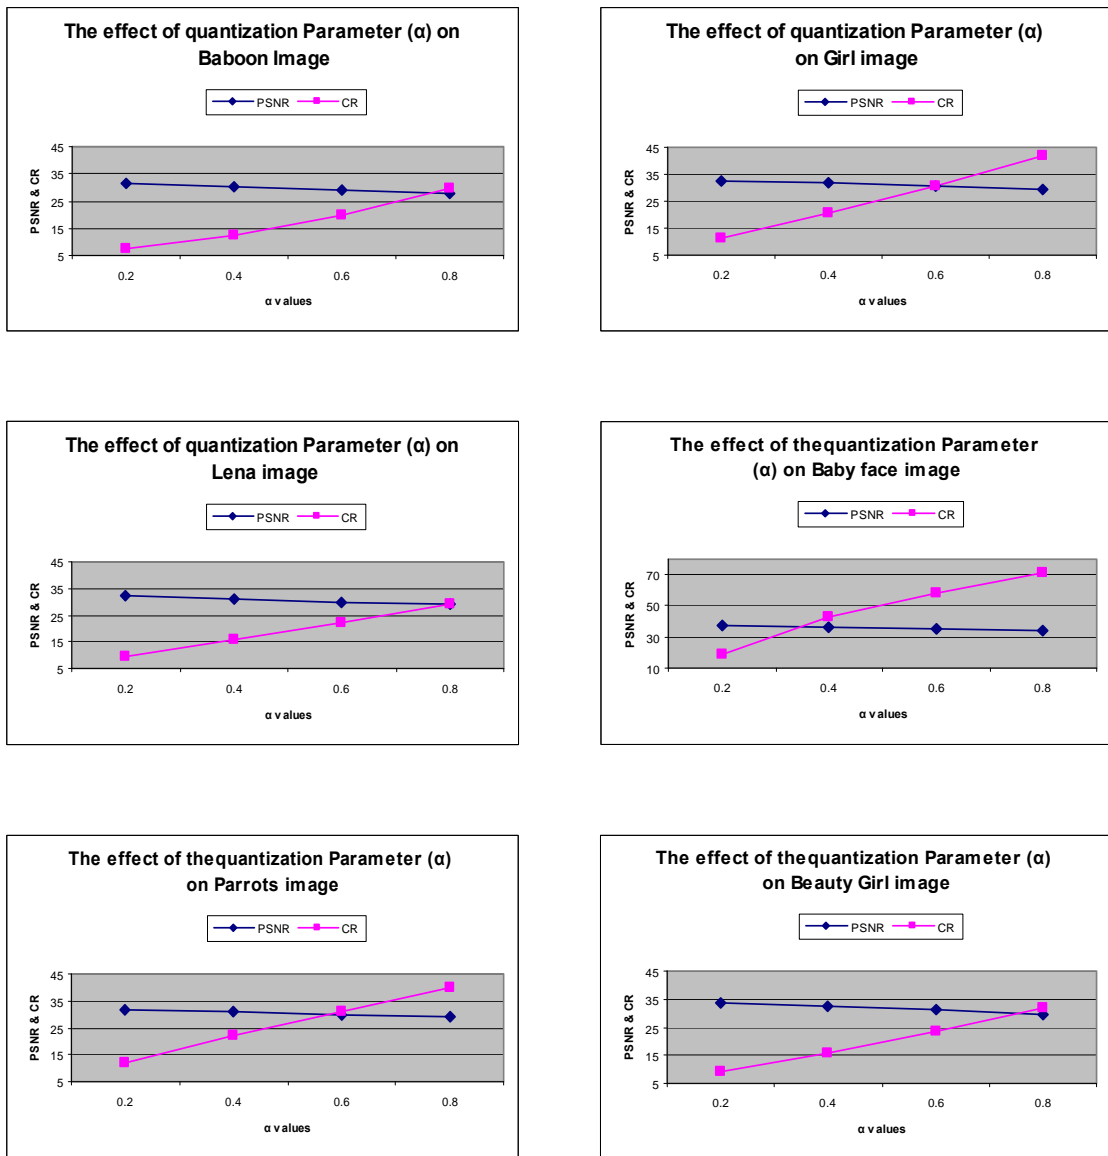 The effect of quantization Parameter (α) on
Baboon Image
PSNR CR
PSNR & CR
45
35
25
15
5
0.2 0.4 0.6 0.8
α values
The effect of quantization Parameter (α)
on Girl image
PSNR CR
PSNR & CR
45
35
25
15
5
0.2 0.4 0.6 0.8
α values
The effect of quantization Parameter (α) on
Lena image
PSNR CR
PSNR & CR
45
35
25
15
5
0.2 0.4 0.6 0.8
α values
The effect of thequantization Parameter
(α) on Baby face image
PSNR CR
PSNR & CR
70
50
30
10
0.2 0.4 0.6 0.8
α values
The effect of thequantization Parameter (α)
on Parrots image
PSNR CR
PSNR & CR
45
35
25
15
5
0.2 0.4 0.6 0.8
α values
The effect of thequantization Parameter (α)
on Beauty Girl image
PSNR CR
PSNR & CR
45
35
25
15
5
0.2 0.4 0.6 0.8
α values